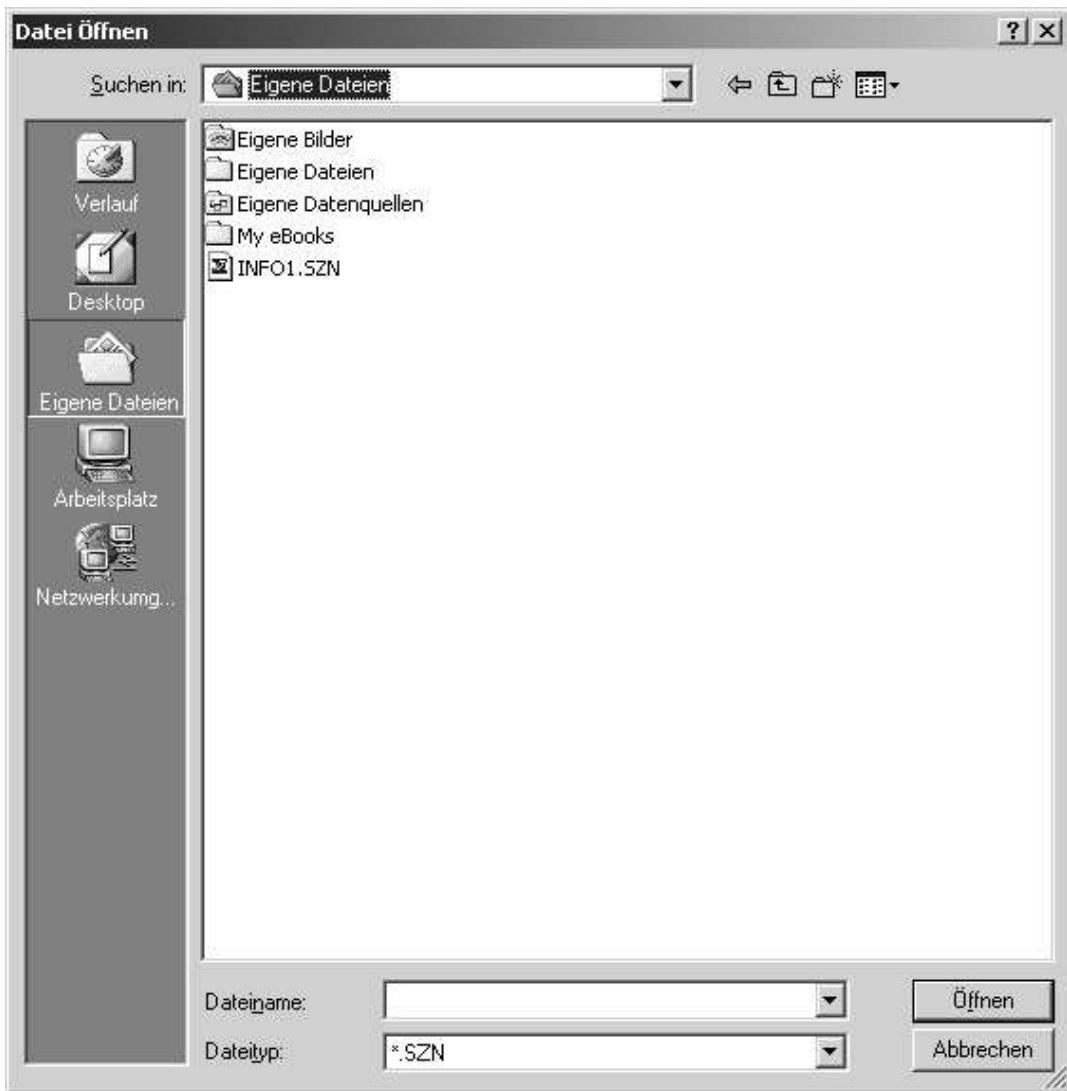 Datei Öffnen
Suchen in: Eigene Dateien
Verlauf
Desktop
Eigene Dateien
Arbeitsplatz
Netzwerkumg...
Eigene Bilder
Eigene Dateien
Eigene Datenquellen
My eBooks
INFO1.SZN
Dateiname:
Öffnen
Dateityp: *.SZN
Abbrechen